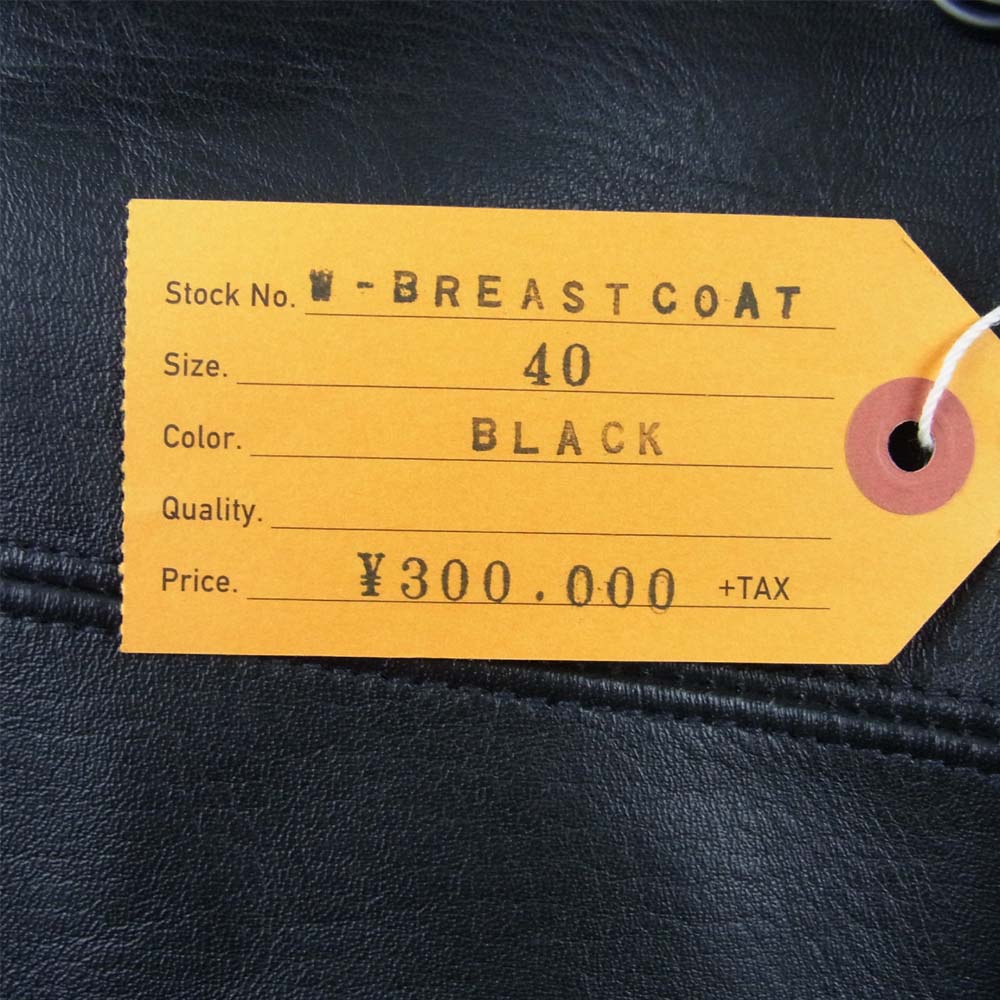 Stock No. W-BREASTCOAT
Size. 40
Color. BLACK
Quality.
Price. ¥300.000 +TAX